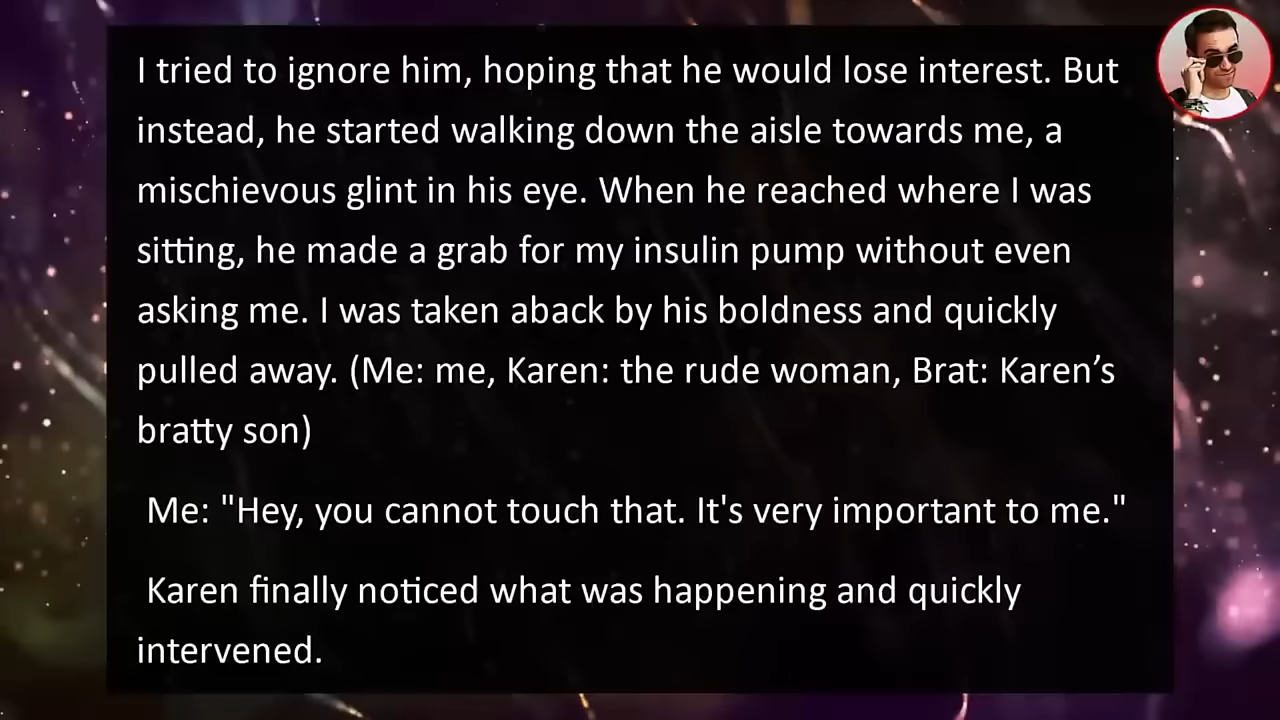 I tried to ignore him, hoping that he would lose interest. But
instead, he started walking down the aisle towards me, a
mischievous glint in his eye. When he reached where I was
sitting, he made a grab for my insulin pump without even
asking me. I was taken aback by his boldness and quickly
pulled away. (Me: me, Karen: the rude woman, Brat: Karen’s
bratty son)
Me: "Hey, you cannot touch that. It's very important to me."
Karen finally noticed what was happening and quickly
intervened.